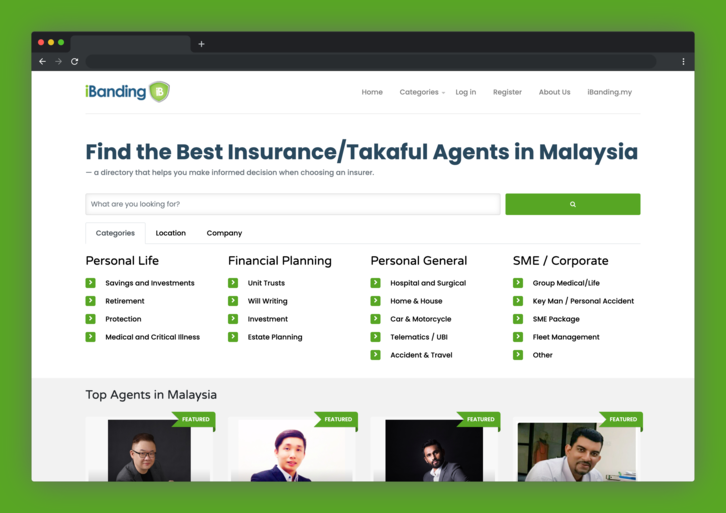 iBanding iB
Home Categories Log in Register About Us iBanding.my
Find the Best Insurance/Takaful Agents in Malaysia
— a directory that helps you make informed decision when choosing an insurer.
What are you looking for?
Categories Location Company
Personal Life
Savings and Investments
Retirement
Protection
Medical and Critical Illness
Financial Planning
Unit Trusts
Will Writing
Investment
Estate Planning
Personal General
Hospital and Surgical
Home & House
Car & Motorcycle
Telematics / UBI
Accident & Travel
SME / Corporate
Group Medical/Life
Key Man / Personal Accident
SME Package
Fleet Management
Other
Top Agents in Malaysia
FEATURED
FEATURED
FEATURED
FEATURED